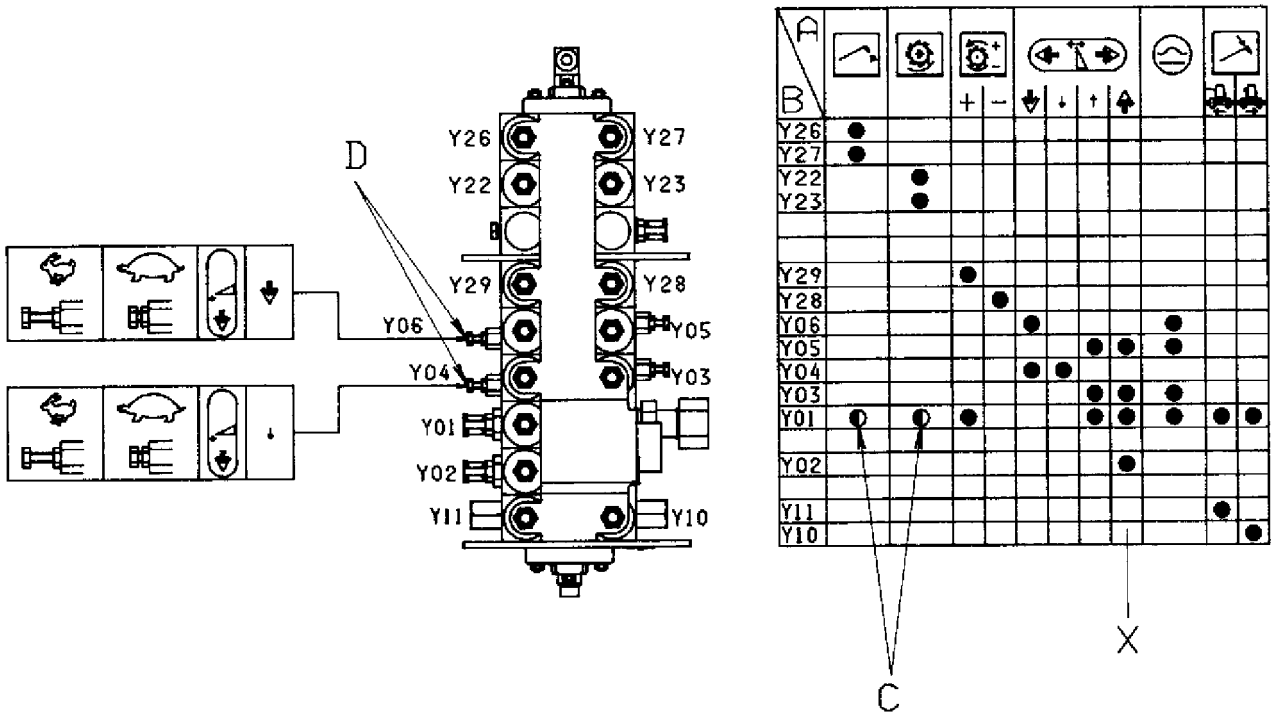 A
B
+ - + -
Y26
Y27
Y22
Y23
Y29
Y28
Y06
Y05
Y04
Y03
Y01
Y02
Y11
Y10
D
Y26 Y27
Y22 Y23
Y29 Y28
Y06 Y05
Y04 Y03
Y01
Y02
Y11 Y10
X
C